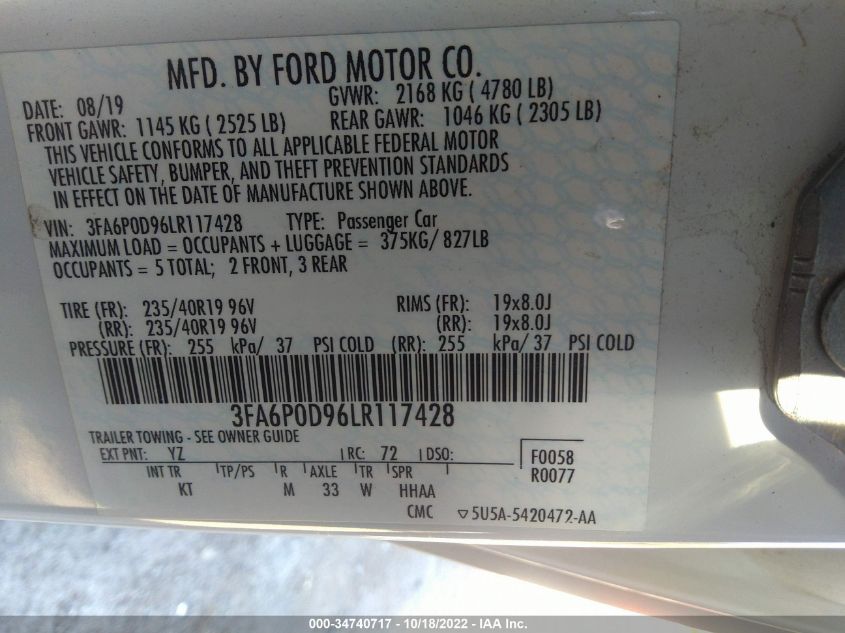 MFD. BY FORD MOTOR CO.
DATE: 08/19 GVWR: 2168 KG ( 4780 LB)
FRONT GAWR: 1145 KG ( 2525 LB) REAR GAWR: 1046 KG ( 2305 LB)
THIS VEHICLE CONFORMS TO ALL APPLICABLE FEDERAL MOTOR
VEHICLE SAFETY, BUMPER, AND THEFT PREVENTION STANDARDS
IN EFFECT ON THE DATE OF MANUFACTURE SHOWN ABOVE.
VIN: 3FA6P0D96LR117428 TYPE: Passenger Car
MAXIMUM LOAD = OCCUPANTS + LUGGAGE = 375KG/ 827LB
OCCUPANTS = 5 TOTAL; 2 FRONT, 3 REAR
TIRE (FR): 235/40R19 96V RIMS (FR): 19x8.0J
(RR): 235/40R19 96V (RR): 19x8.0J
PRESSURE (FR): 255 kPa/ 37 PSI COLD (RR): 255 kPa/ 37 PSI COLD
3FA6P0D96LR117428
TRAILER TOWING - SEE OWNER GUIDE
EXT PNT: YZ RC: 72 DSO: F0058
INT TR TP/PS R AXLE TR SPR R0077
KT M 33 W HHAA
CMC ▽5U5A-5420472-AA
000-34740717 - 10/18/2022 - IAA Inc.